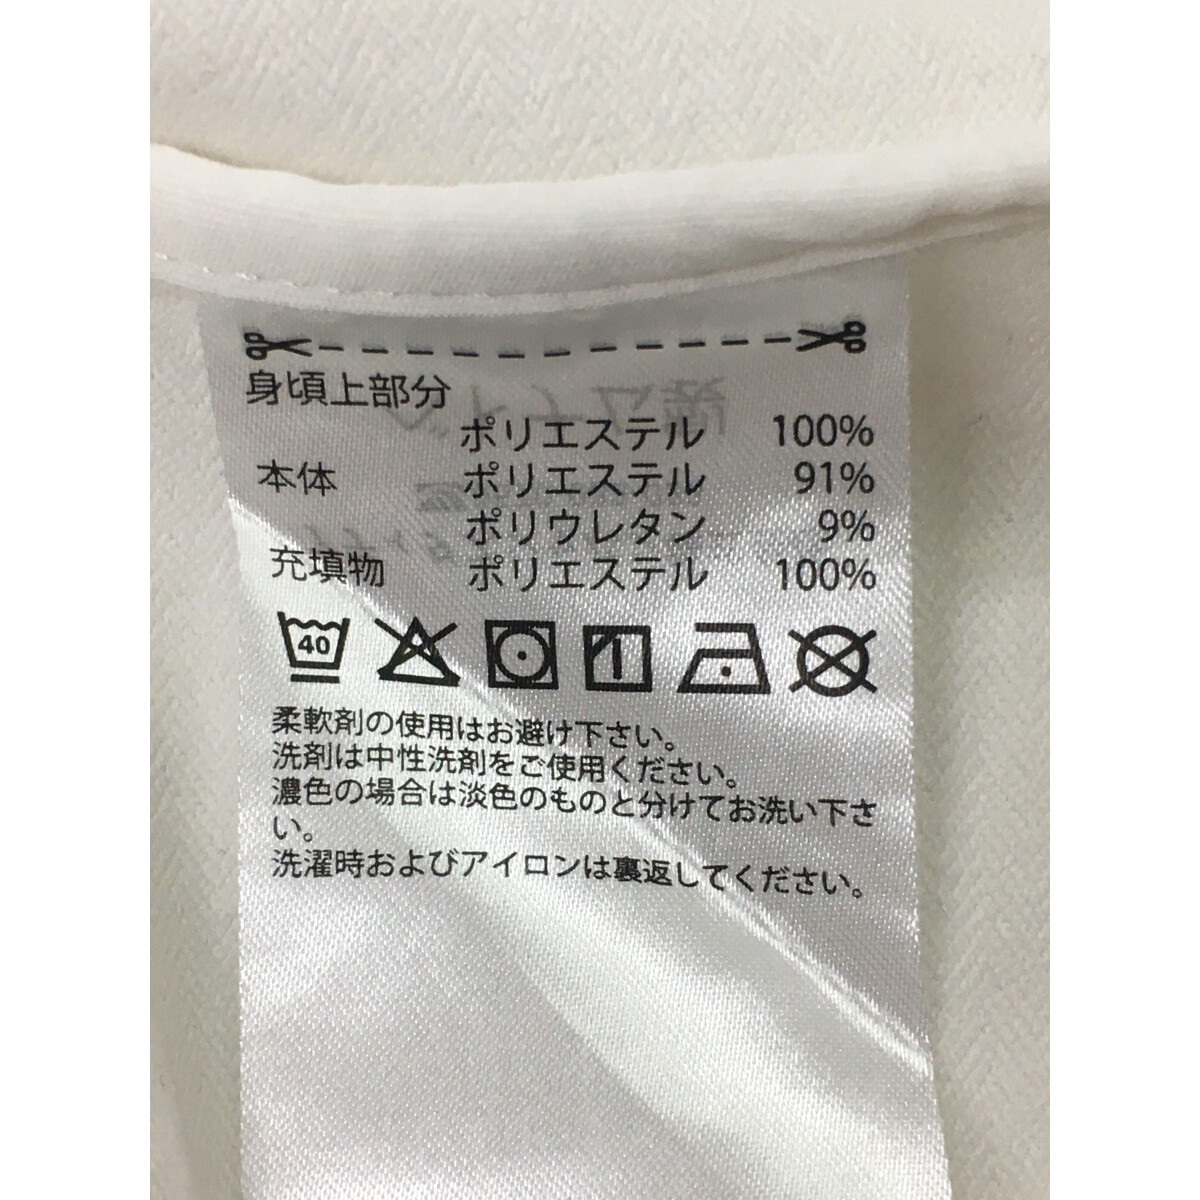 身頃上部分
ポリエステル 100%
本体 ポリエステル 91%
ポリウレタン 9%
充填物 ポリエステル 100%
40
柔軟剤の使用はお避け下さい。
洗剤は中性洗剤をご使用ください。
濃色の場合は淡色のものと分けてお洗い下さ
い。
洗濯時およびアイロンは裏返してください。